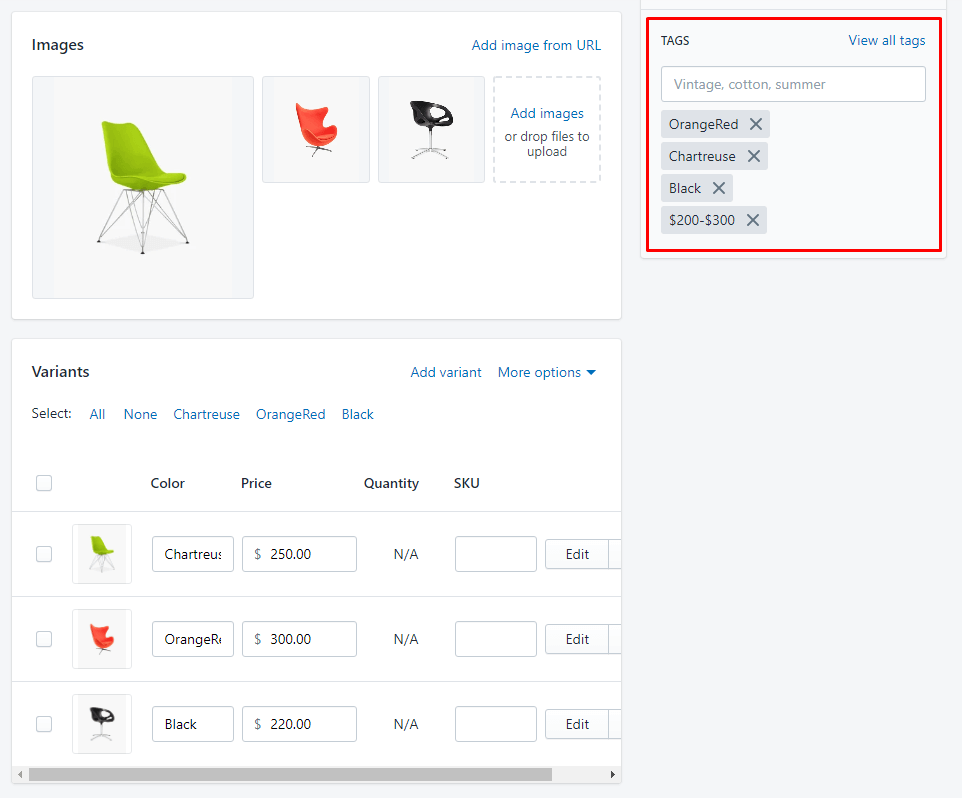 Images
Add image from URL
Add images
or drop files to
upload
TAGS
View all tags
Vintage, cotton, summer
OrangeRed
Chartreuse
Black
$200-$300
Variants
Add variant
More options
Select: All None Chartreuse OrangeRed Black
Color Price Quantity SKU
Chartreus $ 250.00 N/A Edit
OrangeRe $ 300.00 N/A Edit
Black $ 220.00 N/A Edit